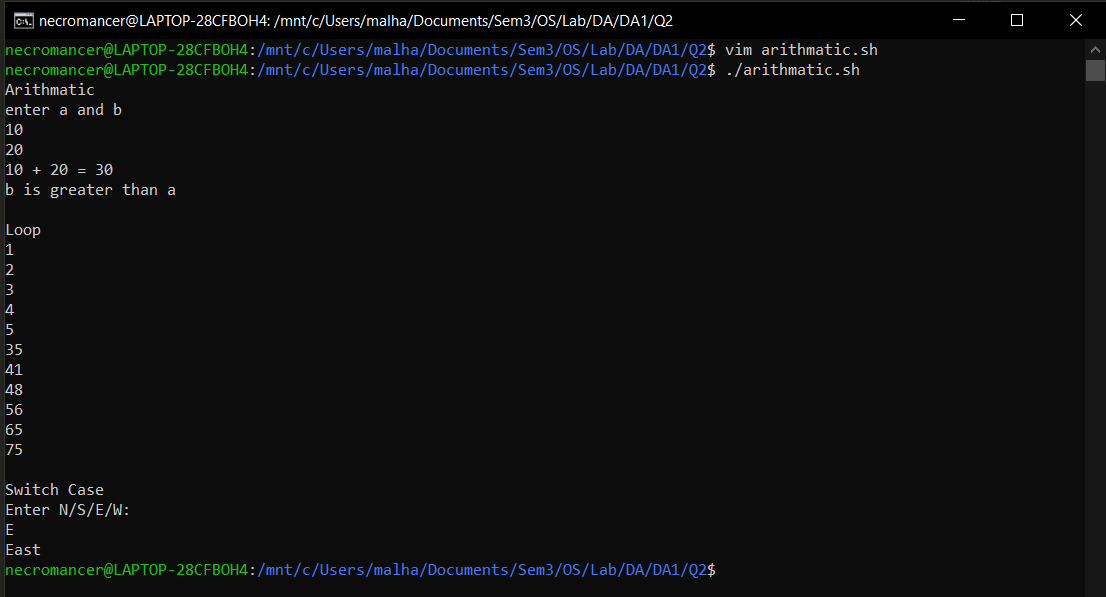 necromancer@LAPTOP-28CFBOH4: /mnt/c/Users/malha/Documents/Sem3/OS/Lab/DA/DA1/Q2
necromancer@LAPTOP-28CFBOH4:/mnt/c/Users/malha/Documents/Sem3/OS/Lab/DA/DA1/Q2$ vim arithmatic.sh
necromancer@LAPTOP-28CFBOH4:/mnt/c/Users/malha/Documents/Sem3/OS/Lab/DA/DA1/Q2$ ./arithmatic.sh
Arithmatic
enter a and b
10
20
10 + 20 = 30
b is greater than a
Loop
1
2
3
4
5
35
41
48
56
65
75
Switch Case
Enter N/S/E/W:
E
East
necromancer@LAPTOP-28CFBOH4:/mnt/c/Users/malha/Documents/Sem3/OS/Lab/DA/DA1/Q2$